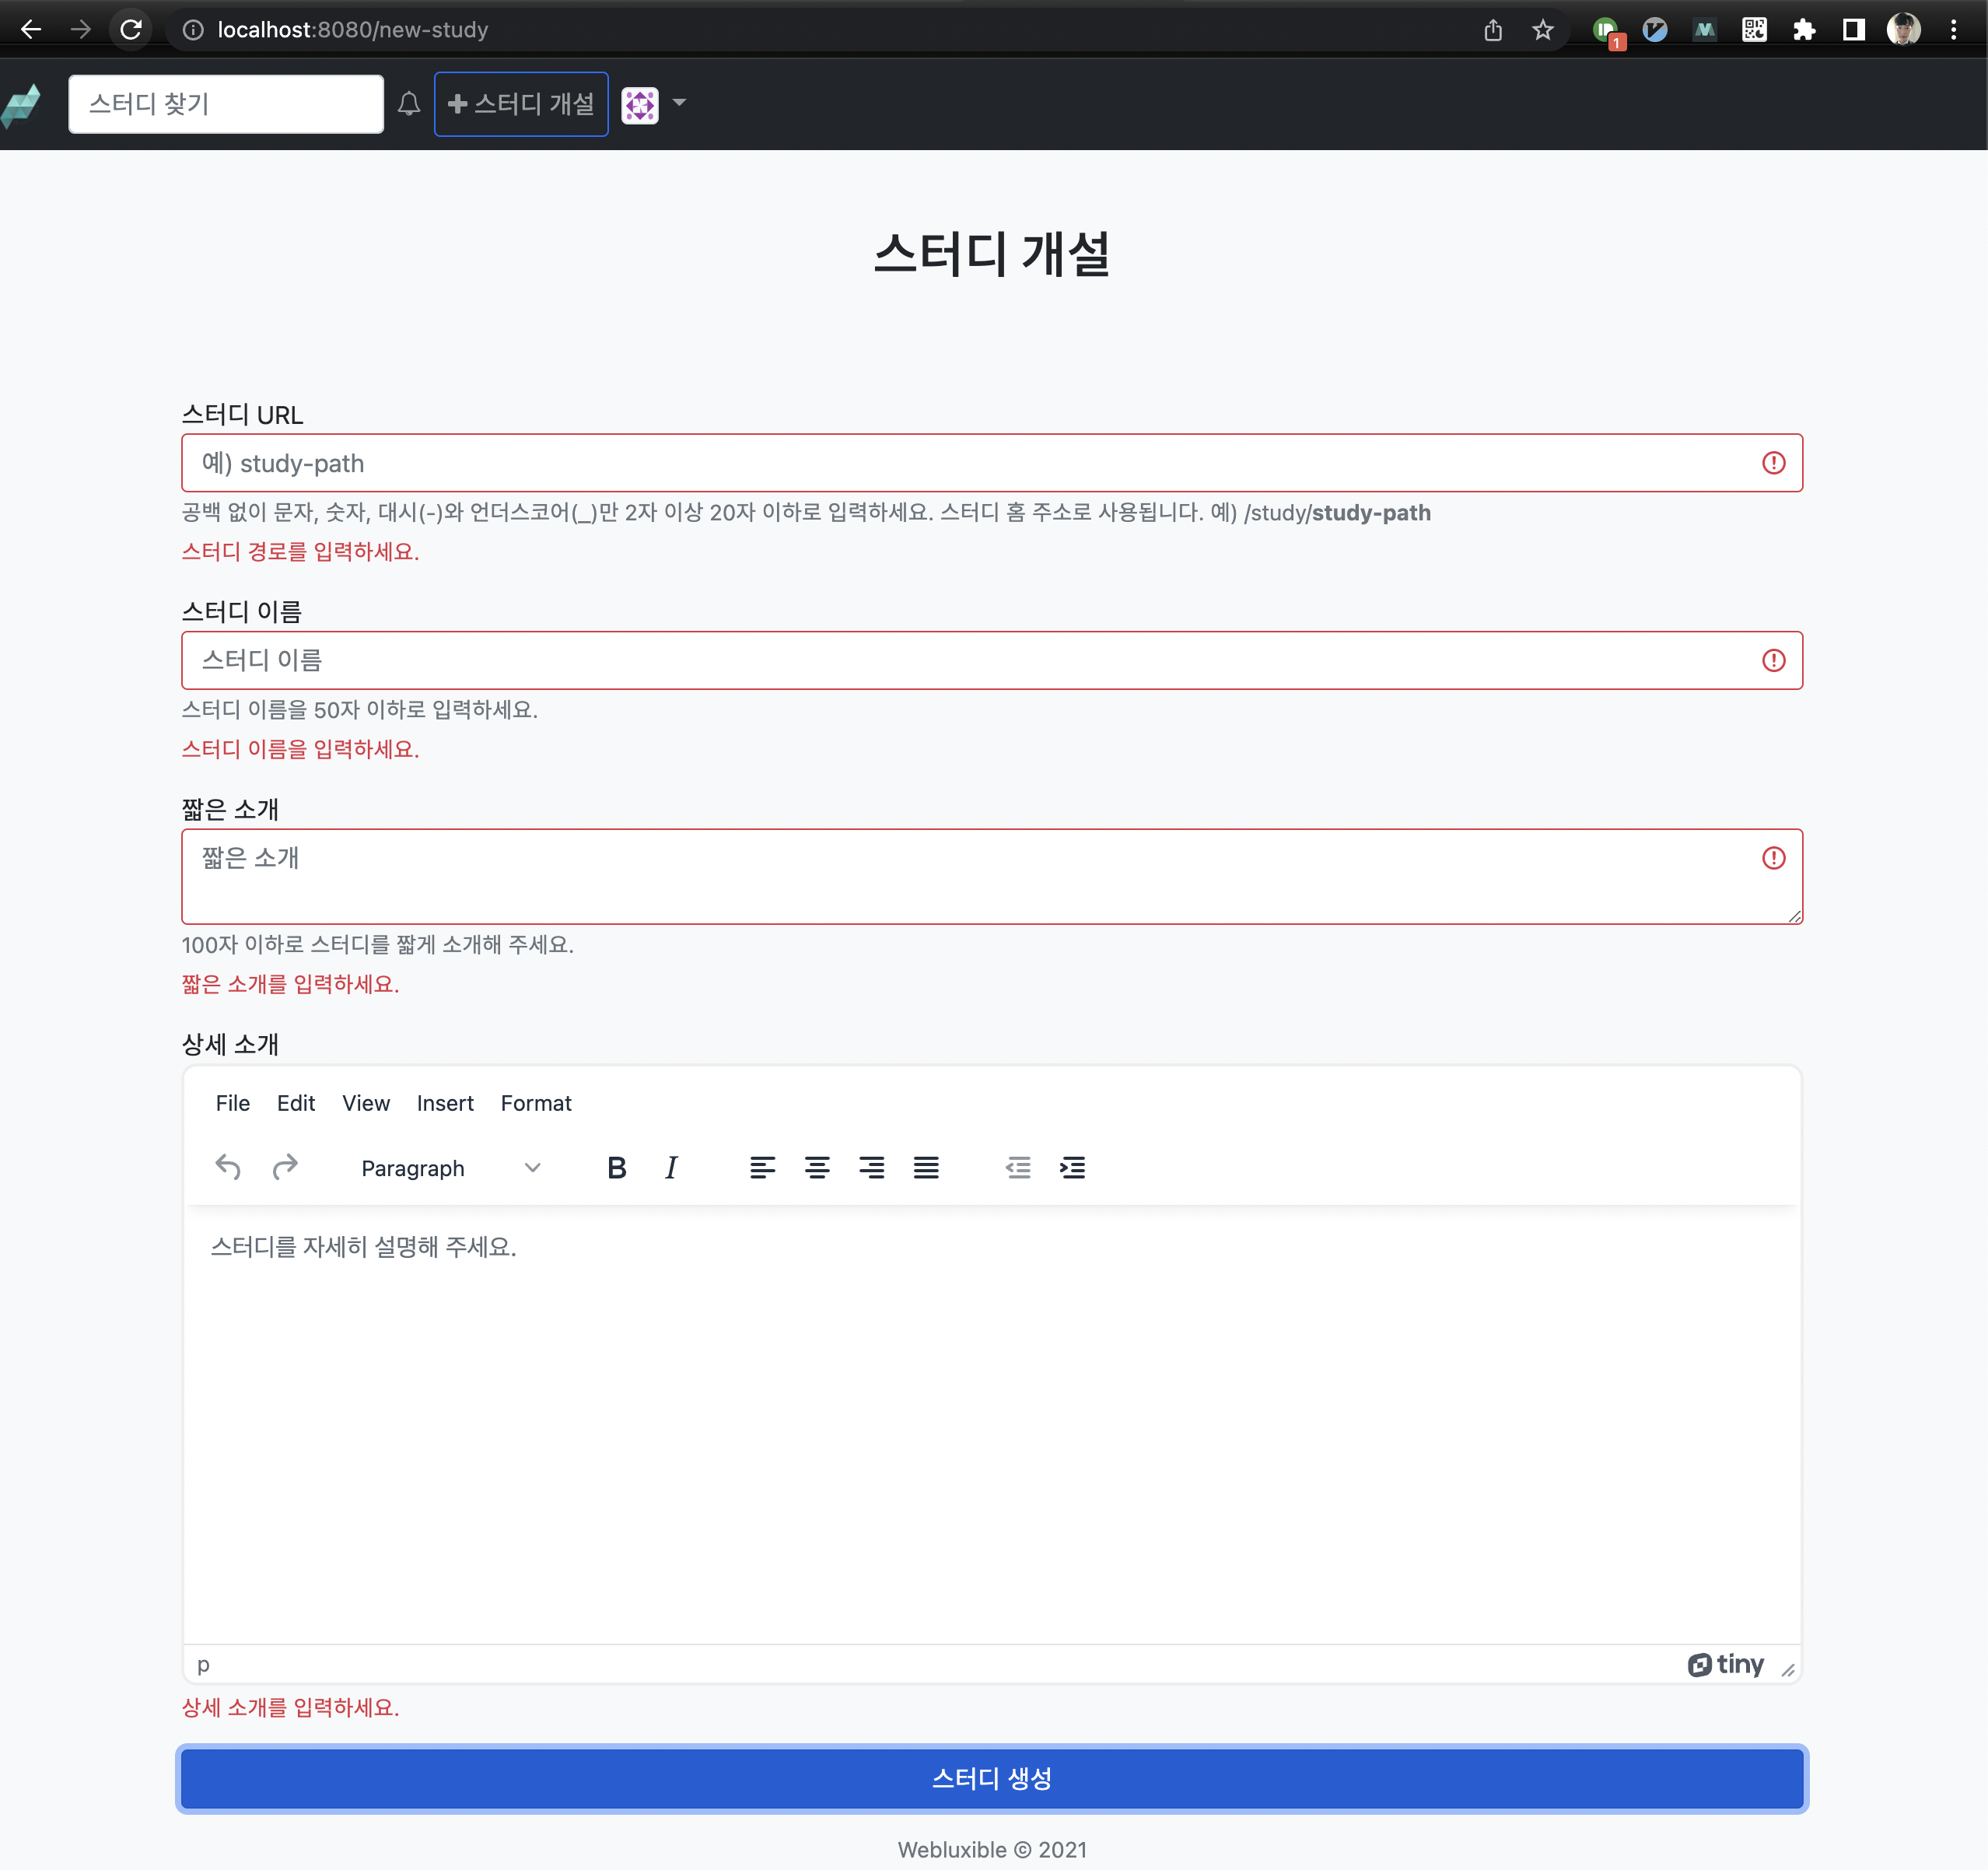 localhost:8080/new-study
1
스터디 찾기
스터디 개설
스터디 개설
스터디 URL
예) study-path
공백 없이 문자, 숫자, 대시(-)와 언더스코어(_)만 2자 이상 20자 이하로 입력하세요. 스터디 홈 주소로 사용됩니다. 예) /study/study-path
스터디 경로를 입력하세요.
스터디 이름
스터디 이름
스터디 이름을 50자 이하로 입력하세요.
스터디 이름을 입력하세요.
짧은 소개
짧은 소개
100자 이하로 스터디를 짧게 소개해 주세요.
짧은 소개를 입력하세요.
상세 소개
File Edit View Insert Format
Paragraph B I
스터디를 자세히 설명해 주세요.
p tiny
상세 소개를 입력하세요.
스터디 생성
Webluxible © 2021